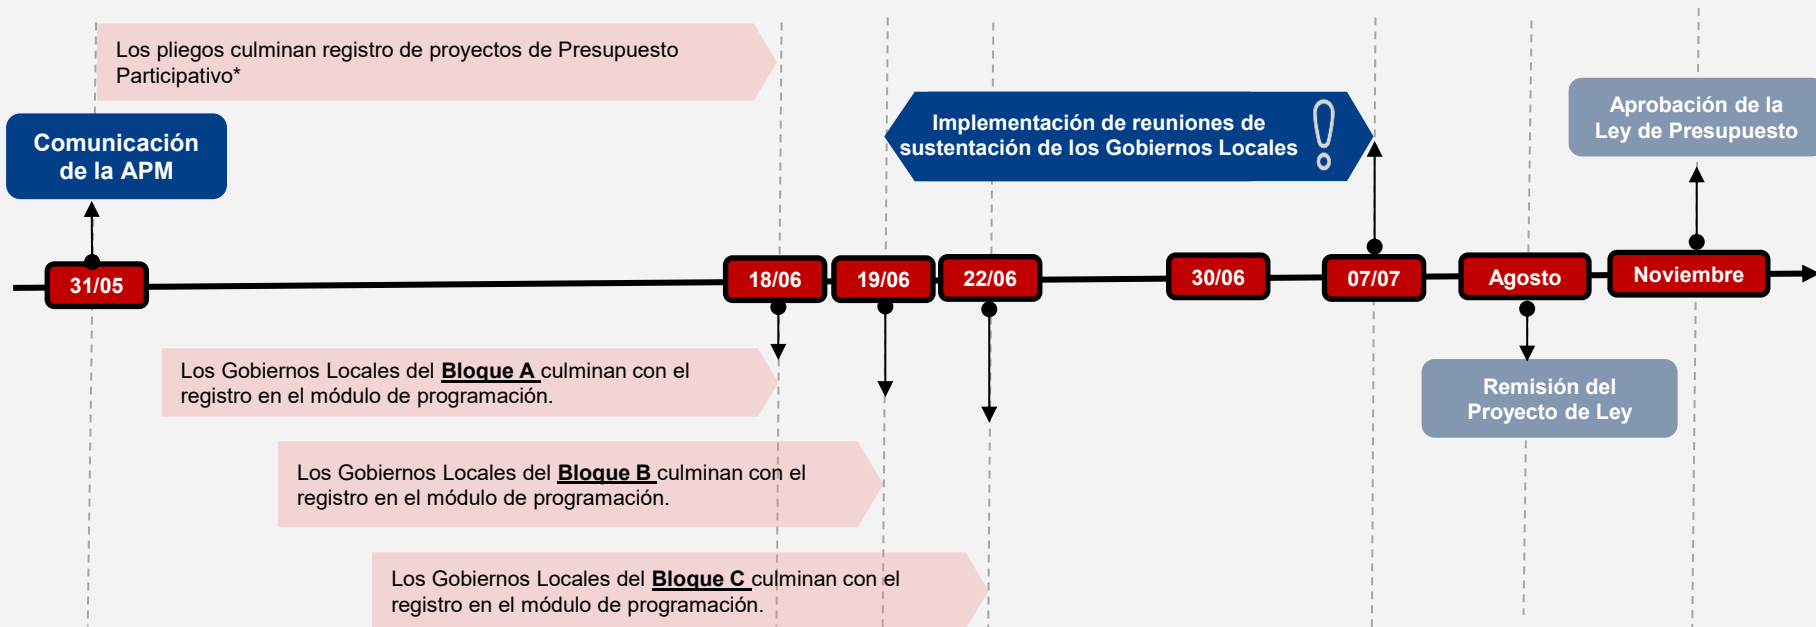 Los pliegos culminan registro de proyectos de Presupuesto
Participativo*
Comunicación
de la APM
Implementación de reuniones de
sustentación de los Gobiernos Locales
Aprobación de la
Ley de Presupuesto
31/05
18/06
19/06
22/06
30/06
07/07
Agosto
Noviembre
Los Gobiernos Locales del Bloque A culminan con el
registro en el módulo de programación.
Remisión del
Proyecto de Ley
Los Gobiernos Locales del Bloque B culminan con el
registro en el módulo de programación.
Los Gobiernos Locales del Bloque C culminan con el
registro en el módulo de programación.